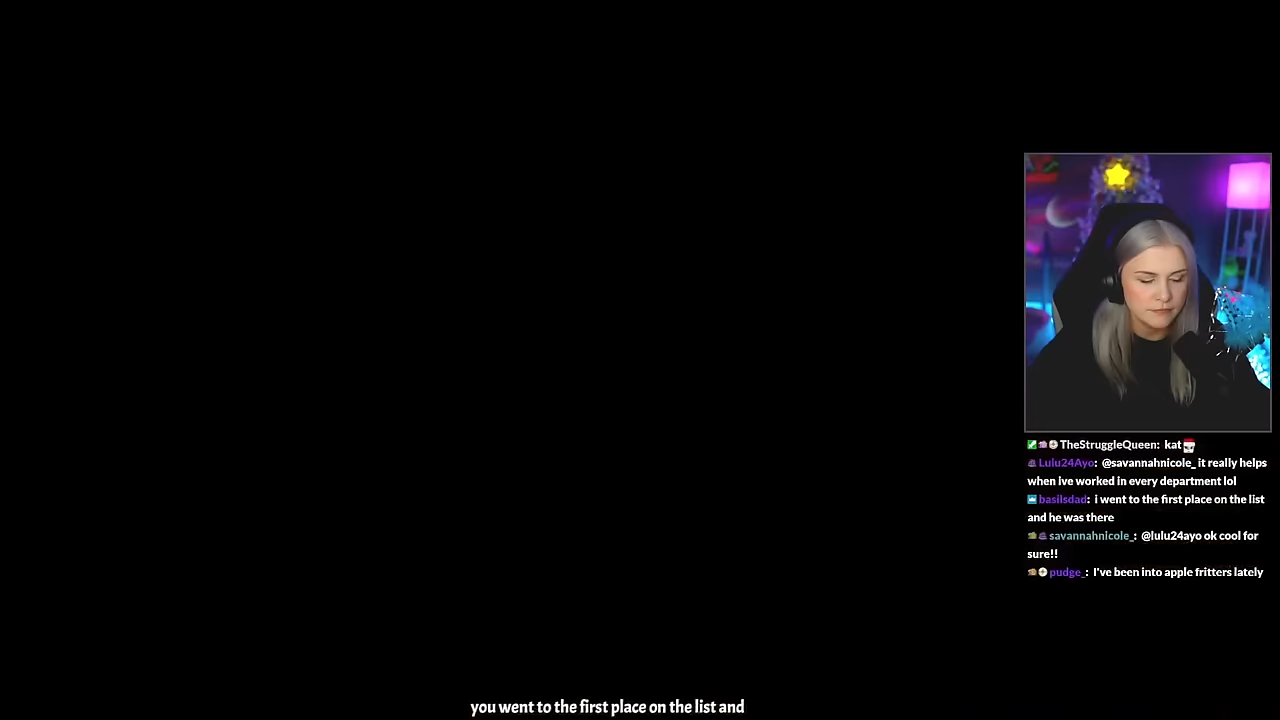 TheStruggleQueen: kat
Lulu24Ayo: @savannahnicole_ it really helps
when ive worked in every department lol
basilsdad: i went to the first place on the list
and he was there
savannahnicole_: @lulu24ayo ok cool for
sure!!
pudge_: I've been into apple fritters lately
you went to the first place on the list and